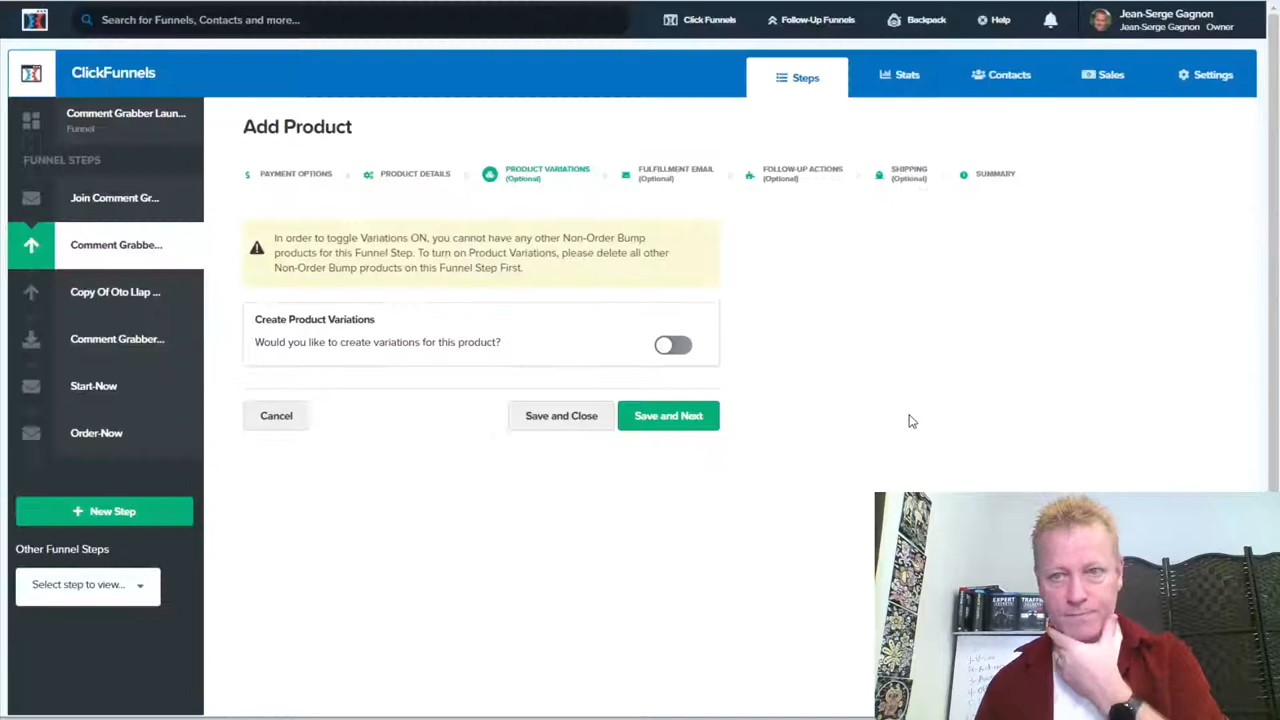 Search for Funnels, Contacts and more...
Click Funnels
Follow-Up Funnels
Backpack
Help
Jean-Serge Gagnon
Jean-Serge Gagnon Owner
ClickFunnels
Steps
Stats
Contacts
Sales
Settings
Comment Grabber Laun...
Funnel
FUNNEL STEPS
Join Comment Gr...
Comment Grabbe...
Copy Of Oto Llap ...
Comment Grabber...
Start-Now
Order-Now
+ New Step
Other Funnel Steps
Select step to view...
Add Product
PAYMENT OPTIONS
PRODUCT DETAILS
PRODUCT VARIATIONS
(Optional)
FULFILLMENT EMAIL
(Optional)
FOLLOW-UP ACTIONS
(Optional)
SHIPPING
(Optional)
SUMMARY
In order to toggle Variations ON, you cannot have any other Non-Order Bump
products for this Funnel Step. To turn on Product Variations, please delete all other
Non-Order Bump products on this Funnel Step First.
Create Product Variations
Would you like to create variations for this product?
Cancel
Save and Close
Save and Next
EXPERT
SECRETS
TRAFFIC
SECRETS